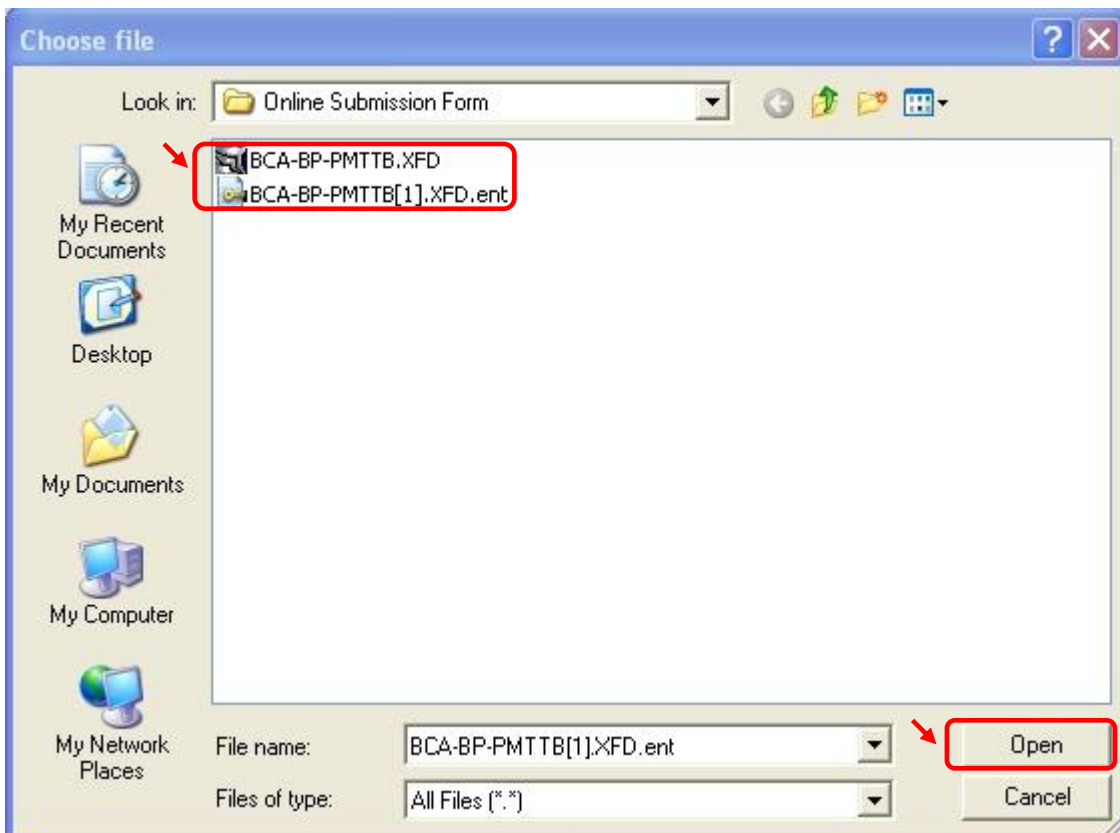 Choose file
Look in: Online Submission Form
BCA-BP-PMTTB.XFD
BCA-BP-PMTTB[1].XFD.ent
My Recent
Documents
Desktop
My Documents
My Computer
My Network
Places
File name: BCA-BP-PMTTB[1].XFD.ent Open
Files of type: All Files (*.*) Cancel